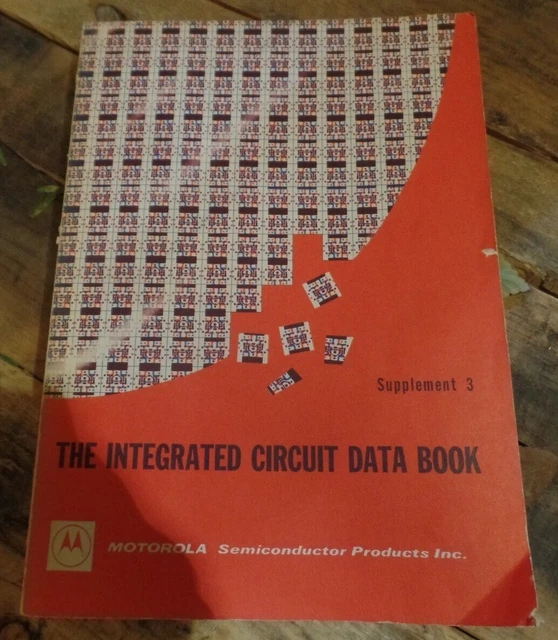 Supplement 3
THE INTEGRATED CIRCUIT DATA BOOK
MOTOROLA Semiconductor Products Inc.